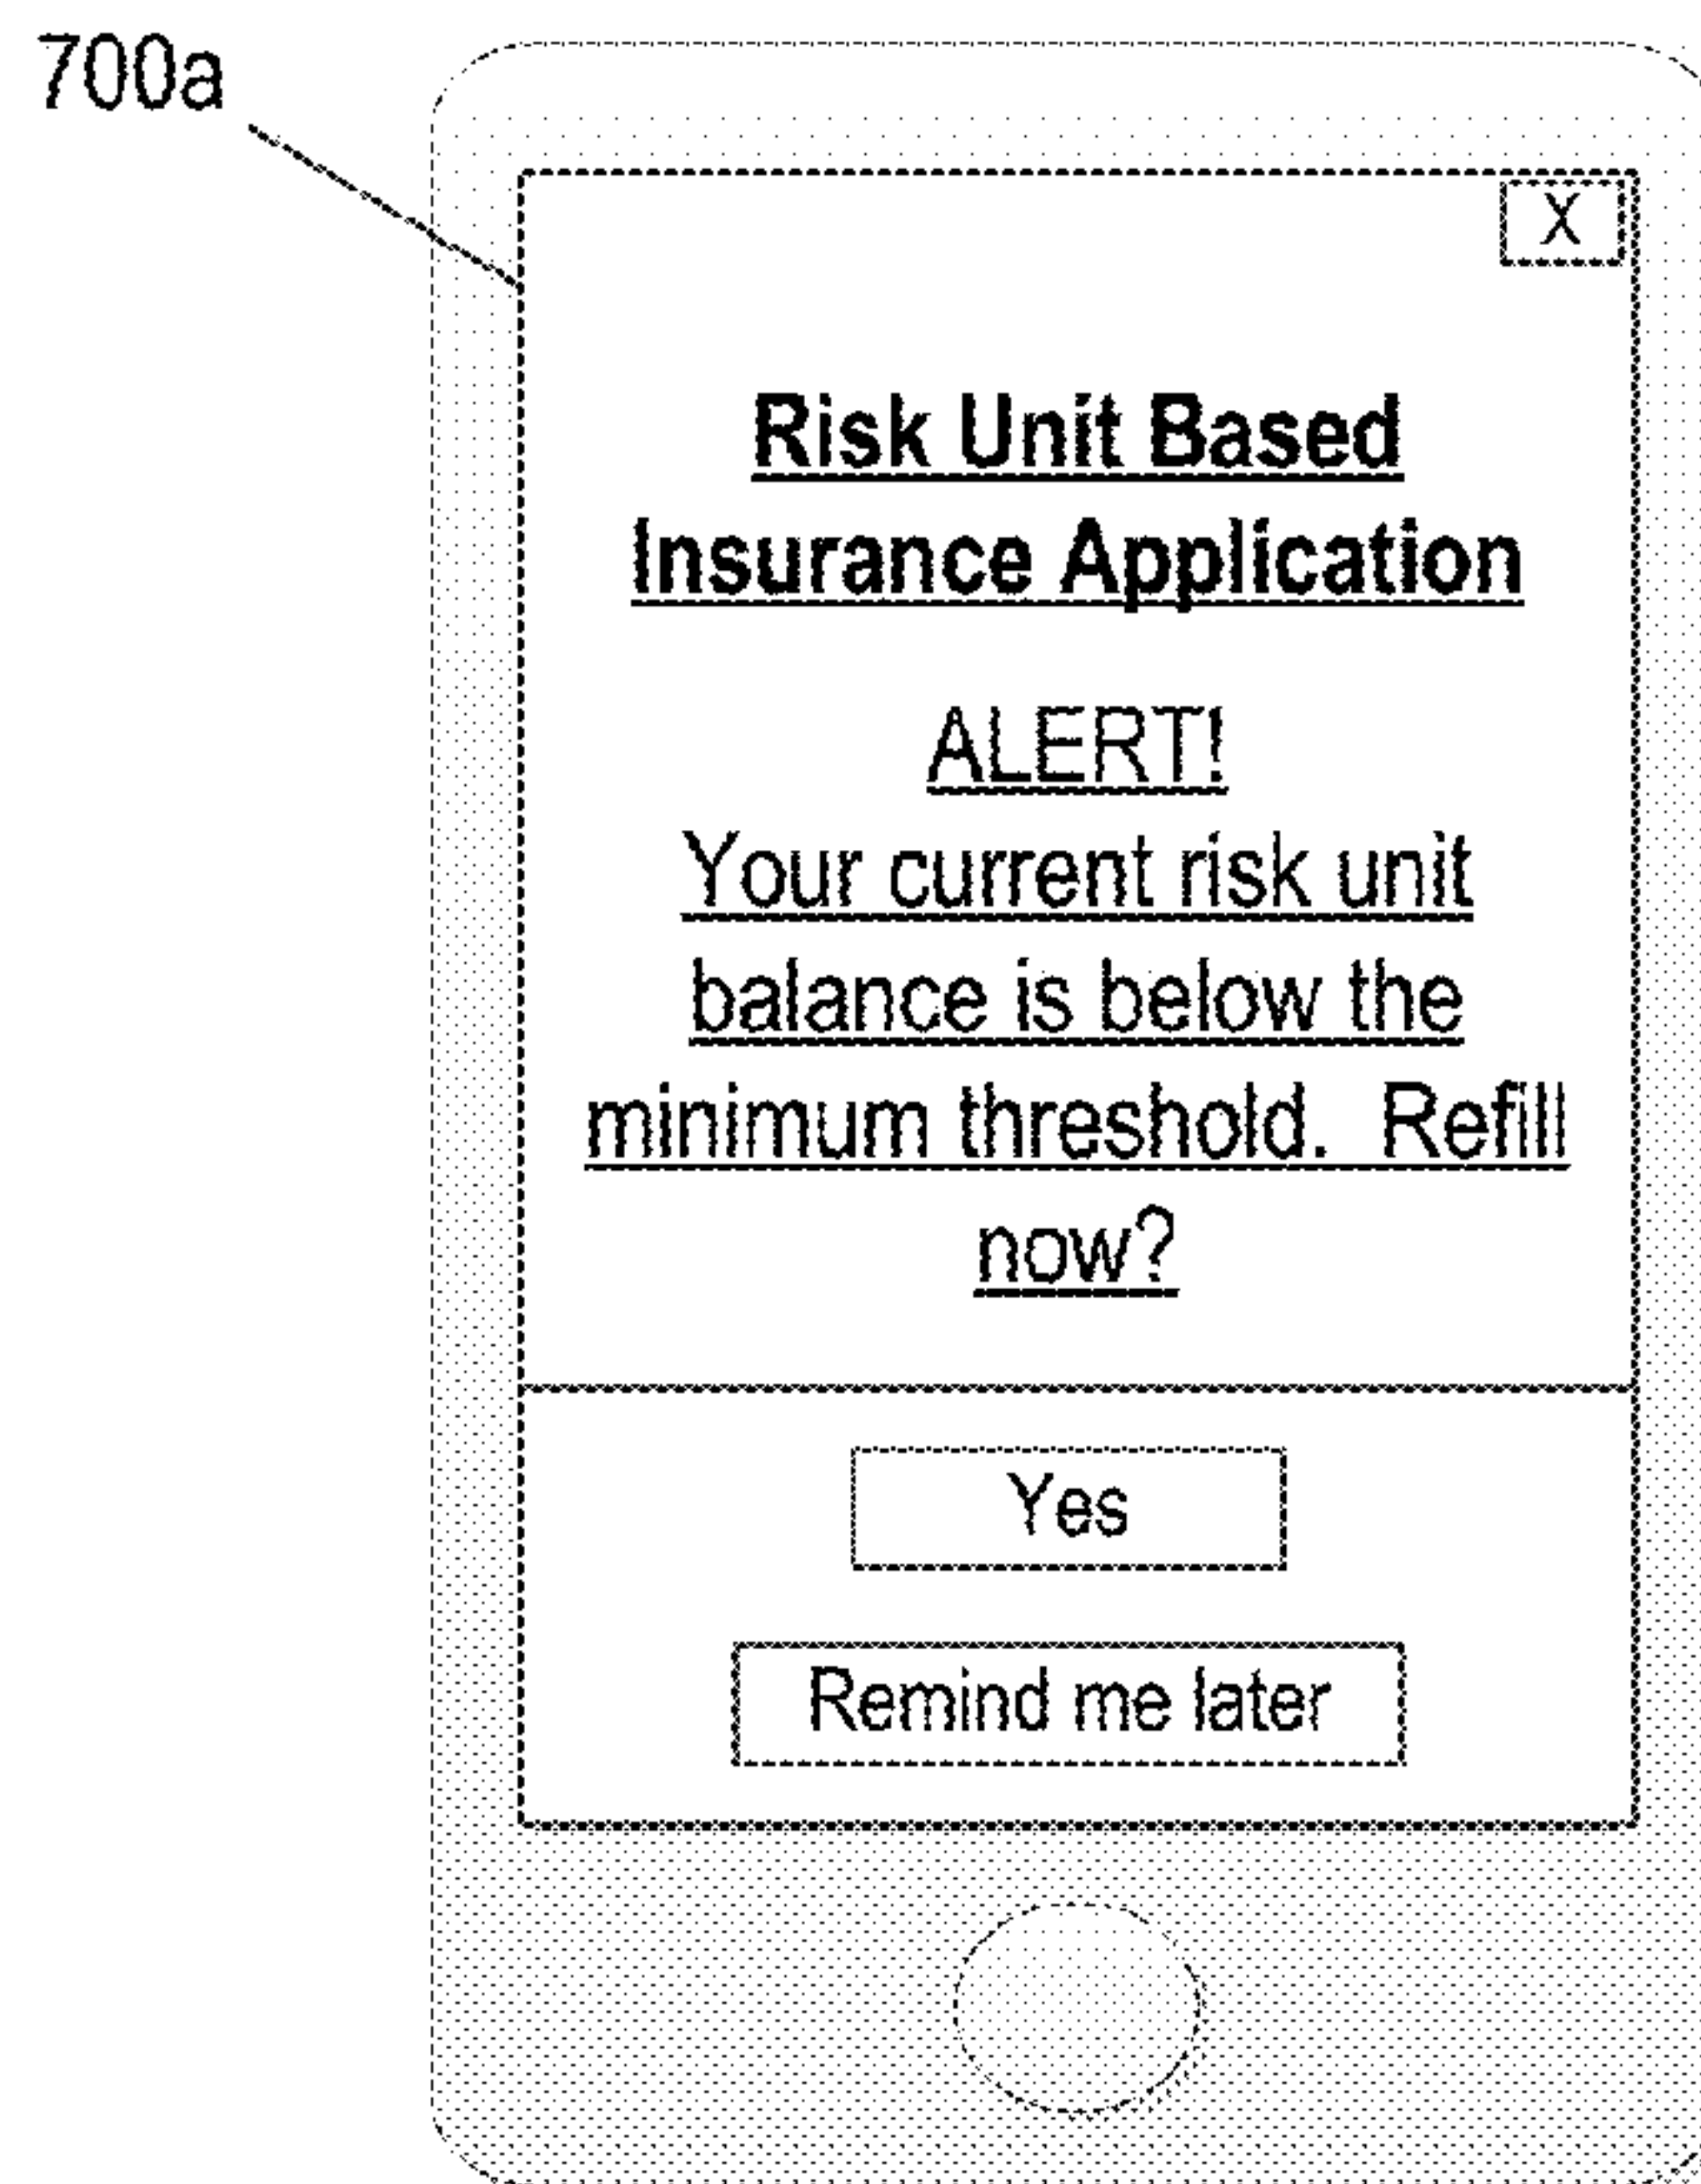 700a
X
Risk Unit Based
Insurance Application
ALERT!
Your current risk unit
balance is below the
minimum threshold.  Refill
now?
Yes
Remind me later